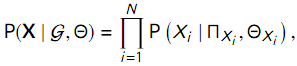 P(X | 𝒢, Θ) = ∏_{i=1}^{N} P (X_i | Π_{X_i}, Θ_{X_i}) ,